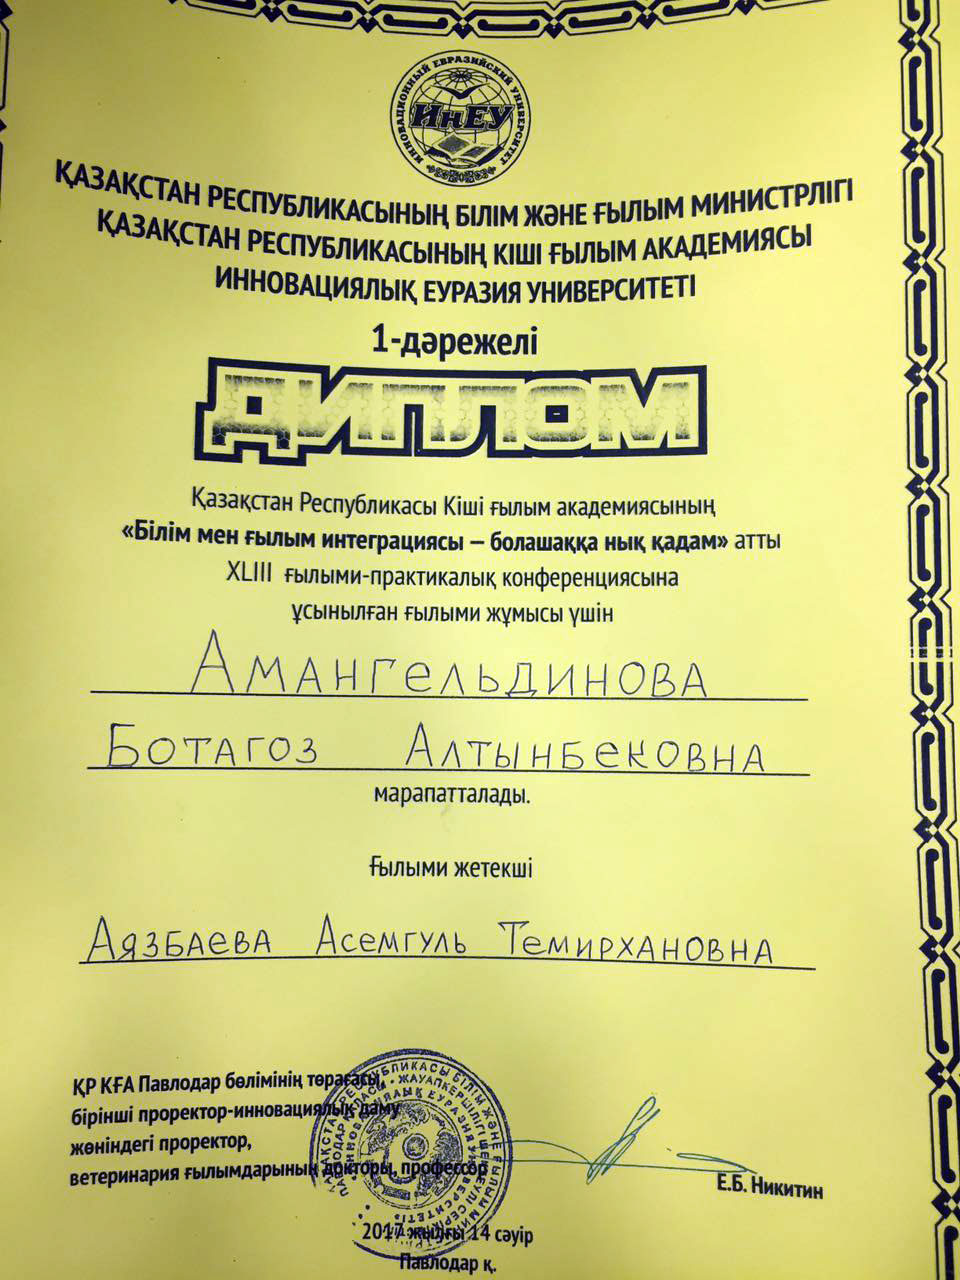 ИННОВАЦИОННЫЙ ЕВРАЗИЙСКИЙ УНИВЕРСИТЕТ
ИнЕУ
ҚАЗАҚСТАН РЕСПУБЛИКАСЫНЫҢ БІЛІМ ЖӘНЕ ҒЫЛЫМ МИНИСТРЛІГІ
ҚАЗАҚСТАН РЕСПУБЛИКАСЫНЫҢ КІШІ ҒЫЛЫМ АКАДЕМИЯСЫ
ИННОВАЦИЯЛЫҚ ЕУРАЗИЯ УНИВЕРСИТЕТІ
1-дәрежелі
ДИПЛОМ
Қазақстан Республикасы Кіші ғылым академиясының
«Білім мен ғылым интеграциясы – болашаққа нық қадам» атты
XLIII ғылыми-практикалық конференциясына
ұсынылған ғылыми жұмысы үшін
Амангельдинова
Ботагоз Алтынбековна
марапатталады.
Ғылыми жетекші
Аязбаева Асемгуль Темирхановна
ҚР КҒА Павлодар бөлімінің төрағасы,
бірінші проректор-инновациялық даму
жөніндегі проректор,
ветеринария ғылымдарының докторы, профессор
Е.Б. Никитин
2017 жылғы 14 сәуір
Павлодар қ.